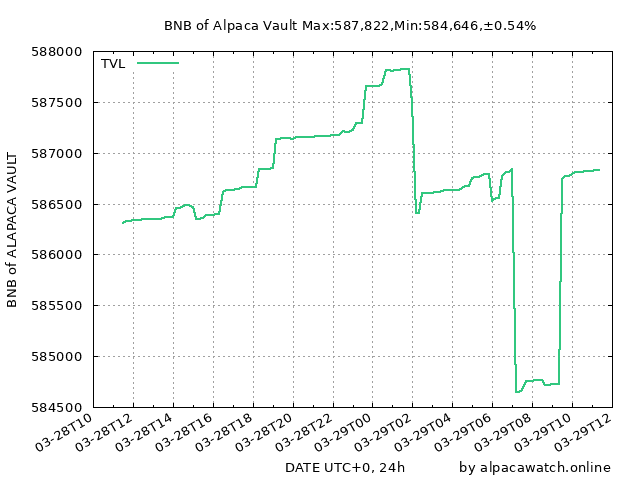 BNB of Alpaca Vault Max:587,822,Min:584,646,±0.54%
TVL
BNB of ALAPACA VAULT
588000
587500
587000
586500
586000
585500
585000
584500
03-28T10
03-28T12
03-28T14
03-28T16
03-28T18
03-28T20
03-28T22
03-29T00
03-29T02
03-29T04
03-29T06
03-29T08
03-29T10
03-29T12
DATE UTC+0, 24h
by alpacawatch.online